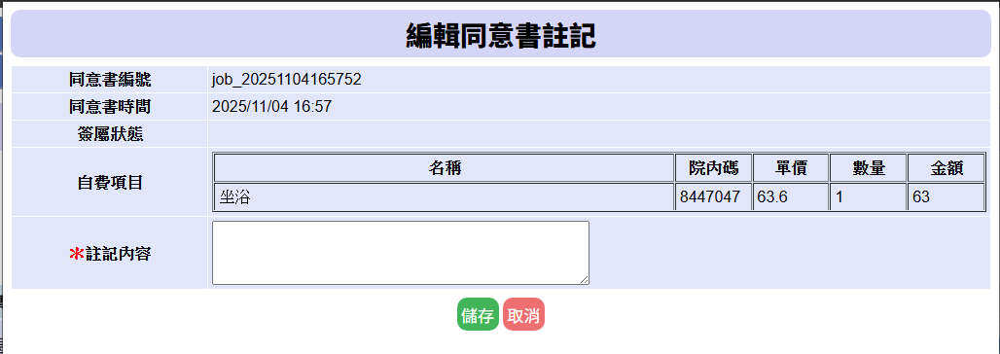 編輯同意書註記
同意書編號 job_20251104165752
同意書時間 2025/11/04 16:57
簽屬狀態
自費項目
名稱 院內碼 單價 數量 金額
坐浴 8447047 63.6 1 63
＊註記內容
儲存 取消